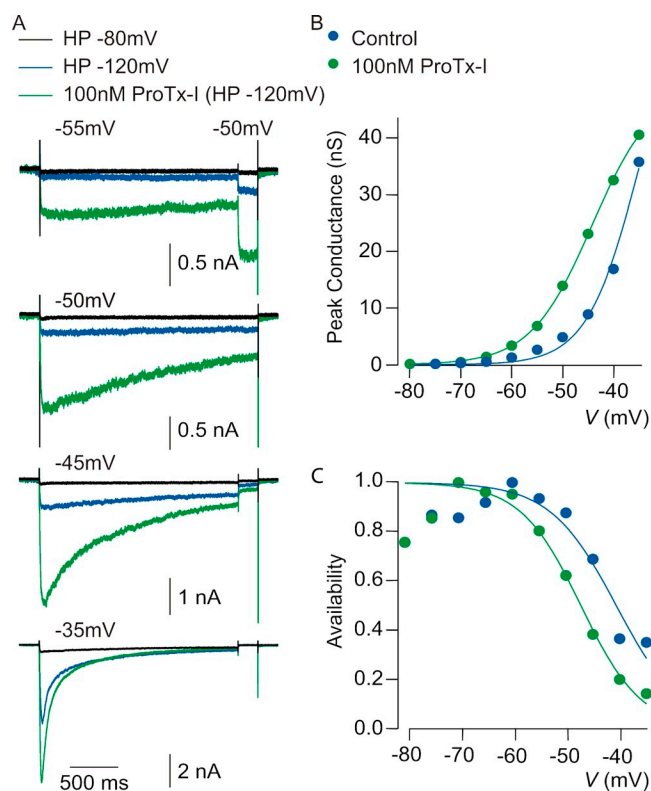 A
HP -80mV
HP -120mV
100nM ProTx-I (HP -120mV)
-55mV -50mV
0.5 nA
-50mV
0.5 nA
-45mV
1 nA
-35mV
500 ms
2 nA
B
Control
100nM ProTx-I
Peak Conductance (nS)
40
30
20
10
0
-80 -70 -60 -50 -40
V (mV)
C
Availability
1.0
0.8
0.6
0.4
0.2
0.0
-80 -70 -60 -50 -40
V (mV)